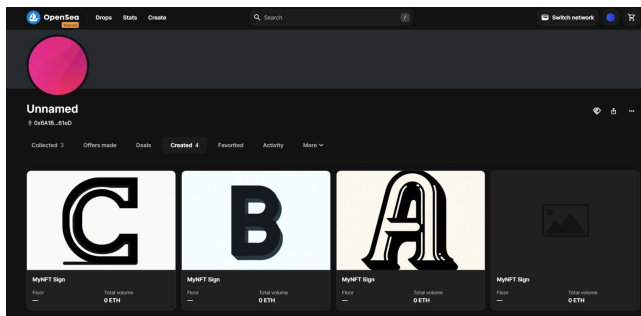 OpenSea Drops Stats Create Search / Switch network
Unnamed
0x6A1B...61eD
Collected 3 Offers made Deals Created 4 Favorited Activity More
C B A
MyNFT Sign MyNFT Sign MyNFT Sign MyNFT Sign
Floor Total volume Floor Total volume Floor Total volume Floor Total volume
— 0 ETH — 0 ETH — 0 ETH — 0 ETH